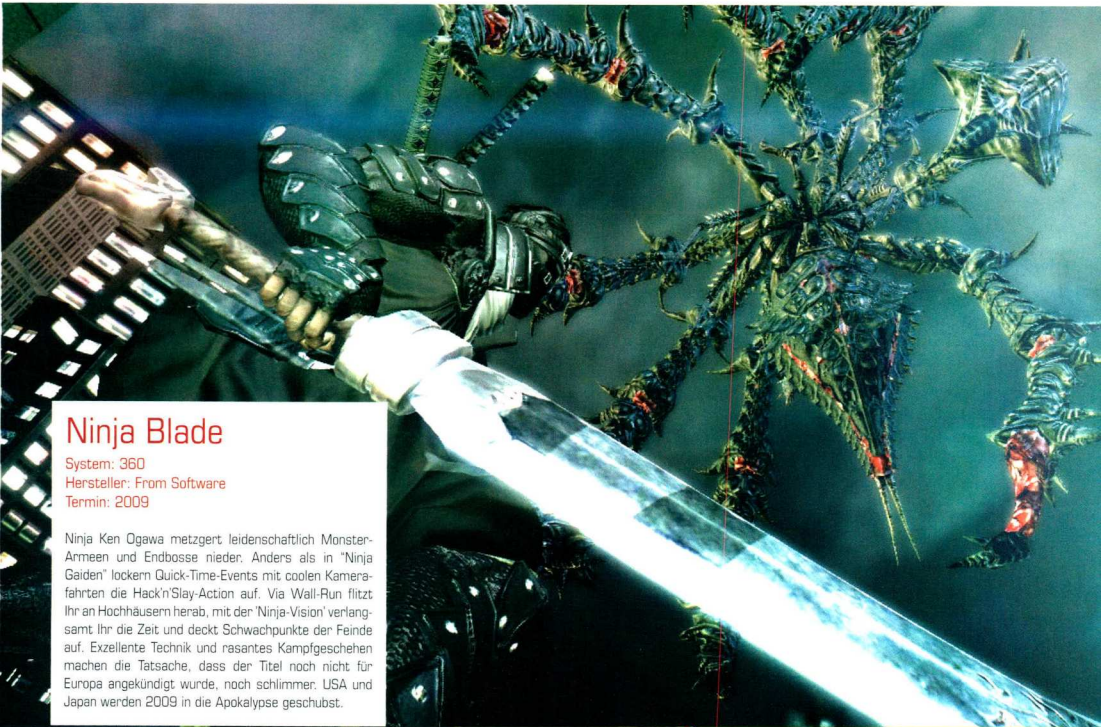 Ninja Blade
System: 360
Hersteller: From Software
Termin: 2009
Ninja Ken Ogawa metzgert leidenschaftlich Monster-
Armeen und Endbosse nieder. Anders als in "Ninja
Gaiden" lockern Quick-Time-Events mit coolen Kamera-
fahrten die Hack'n'Slay-Action auf. Via Wall-Run flitzt
Ihr an Hochhäusern herab, mit der 'Ninja-Vision' verlang-
samt Ihr die Zeit und deckt Schwachpunkte der Feinde
auf. Exzellente Technik und rasantes Kampfgeschehen
machen die Tatsache, dass der Titel noch nicht für
Europa angekündigt wurde, noch schlimmer. USA und
Japan werden 2009 in die Apokalypse geschubst.